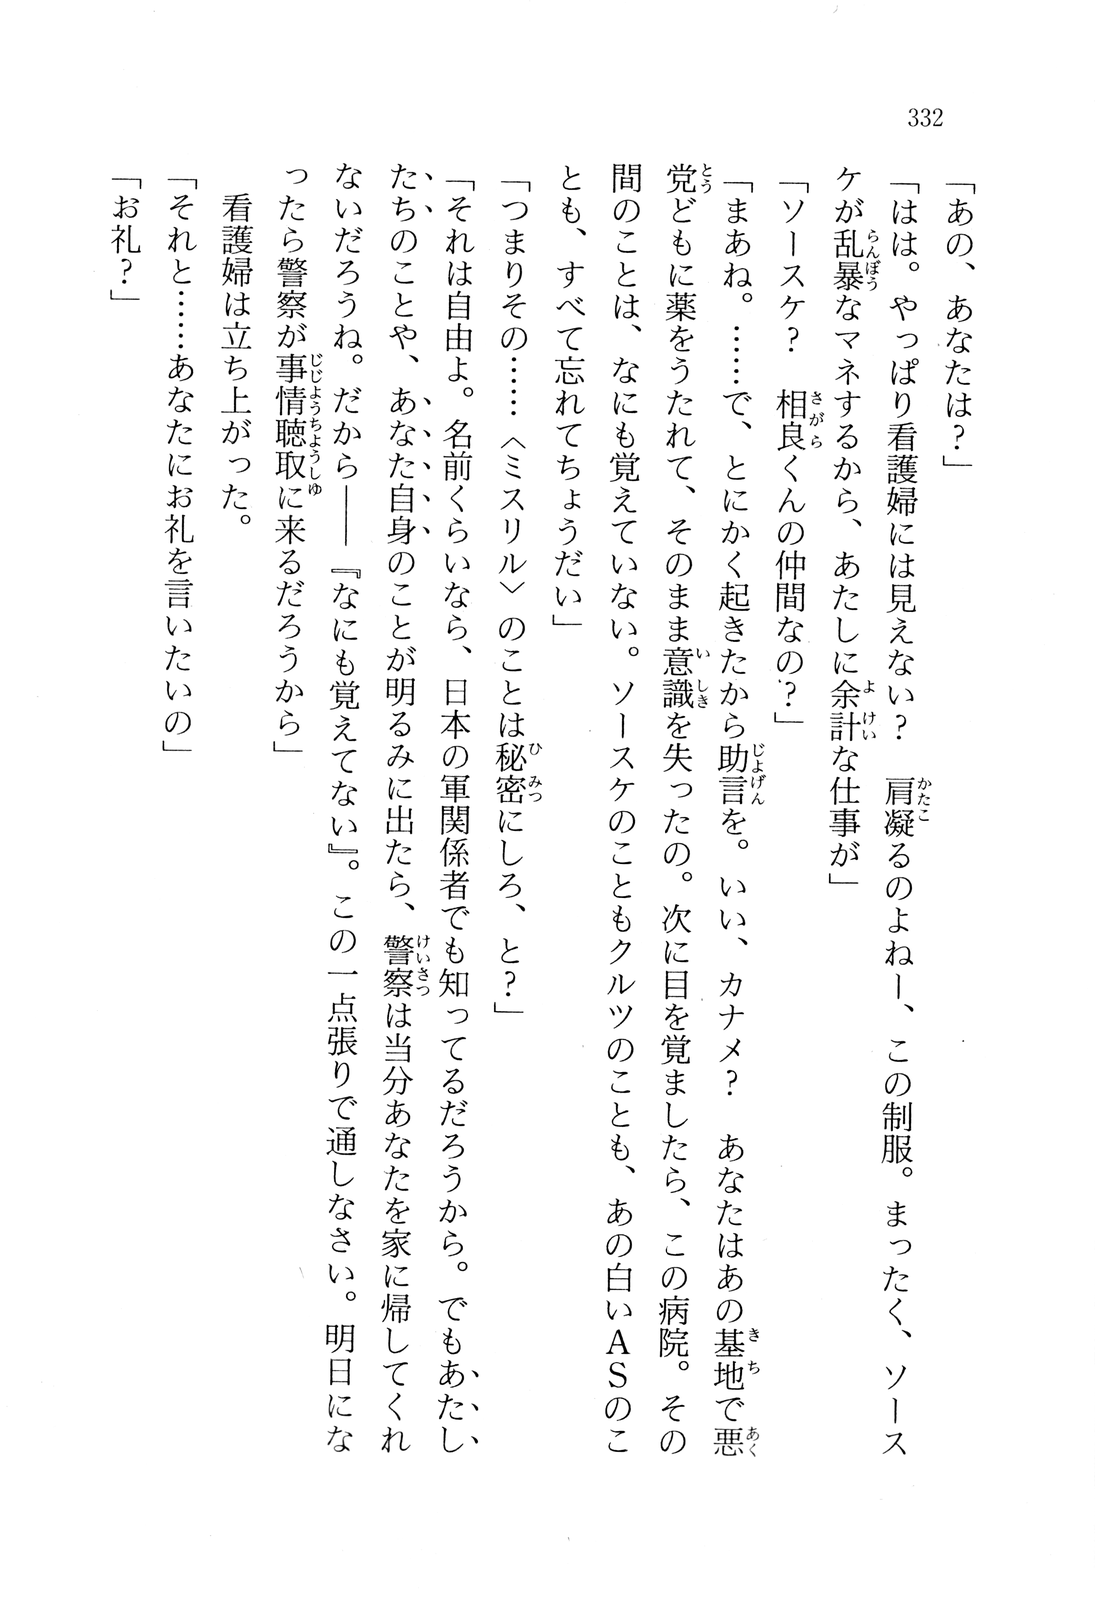 332
「あの、あなたは?」
「はは。やっぱり看護婦には見えない? 肩凝るのよねー、この制服。まったく、ソース
ケが乱暴なマネするから、あたしに余計な仕事が」
「ソースケ? 相良くんの仲間なの?」
「まあね。……で、とにかく起きたから助言を。いい、カナメ? あなたはあの基地で悪
党どもに薬をうたれて、そのまま意識を失ったの。次に目を覚ましたら、この病院。その
間のことは、なにも覚えていない。ソースケのこともクルツのことも、あの白いASのこ
とも、すべて忘れてちょうだい」
「つまりその……〈ミスリル〉のことは秘密にしろ、と?」
「それは自由よ。名前くらいなら、日本の軍関係者でも知ってるだろうから。でもあたし
たちのことや、あなた自身のことが明るみに出たら、警察は当分あなたを家に帰してくれ
ないだろうね。だから――『なにも覚えてない』。この一点張りで通しなさい。明日にな
ったら警察が事情聴取に来るだろうから」
看護婦は立ち上がった。
「それと……あなたにお礼を言いたいの」
「お礼?」